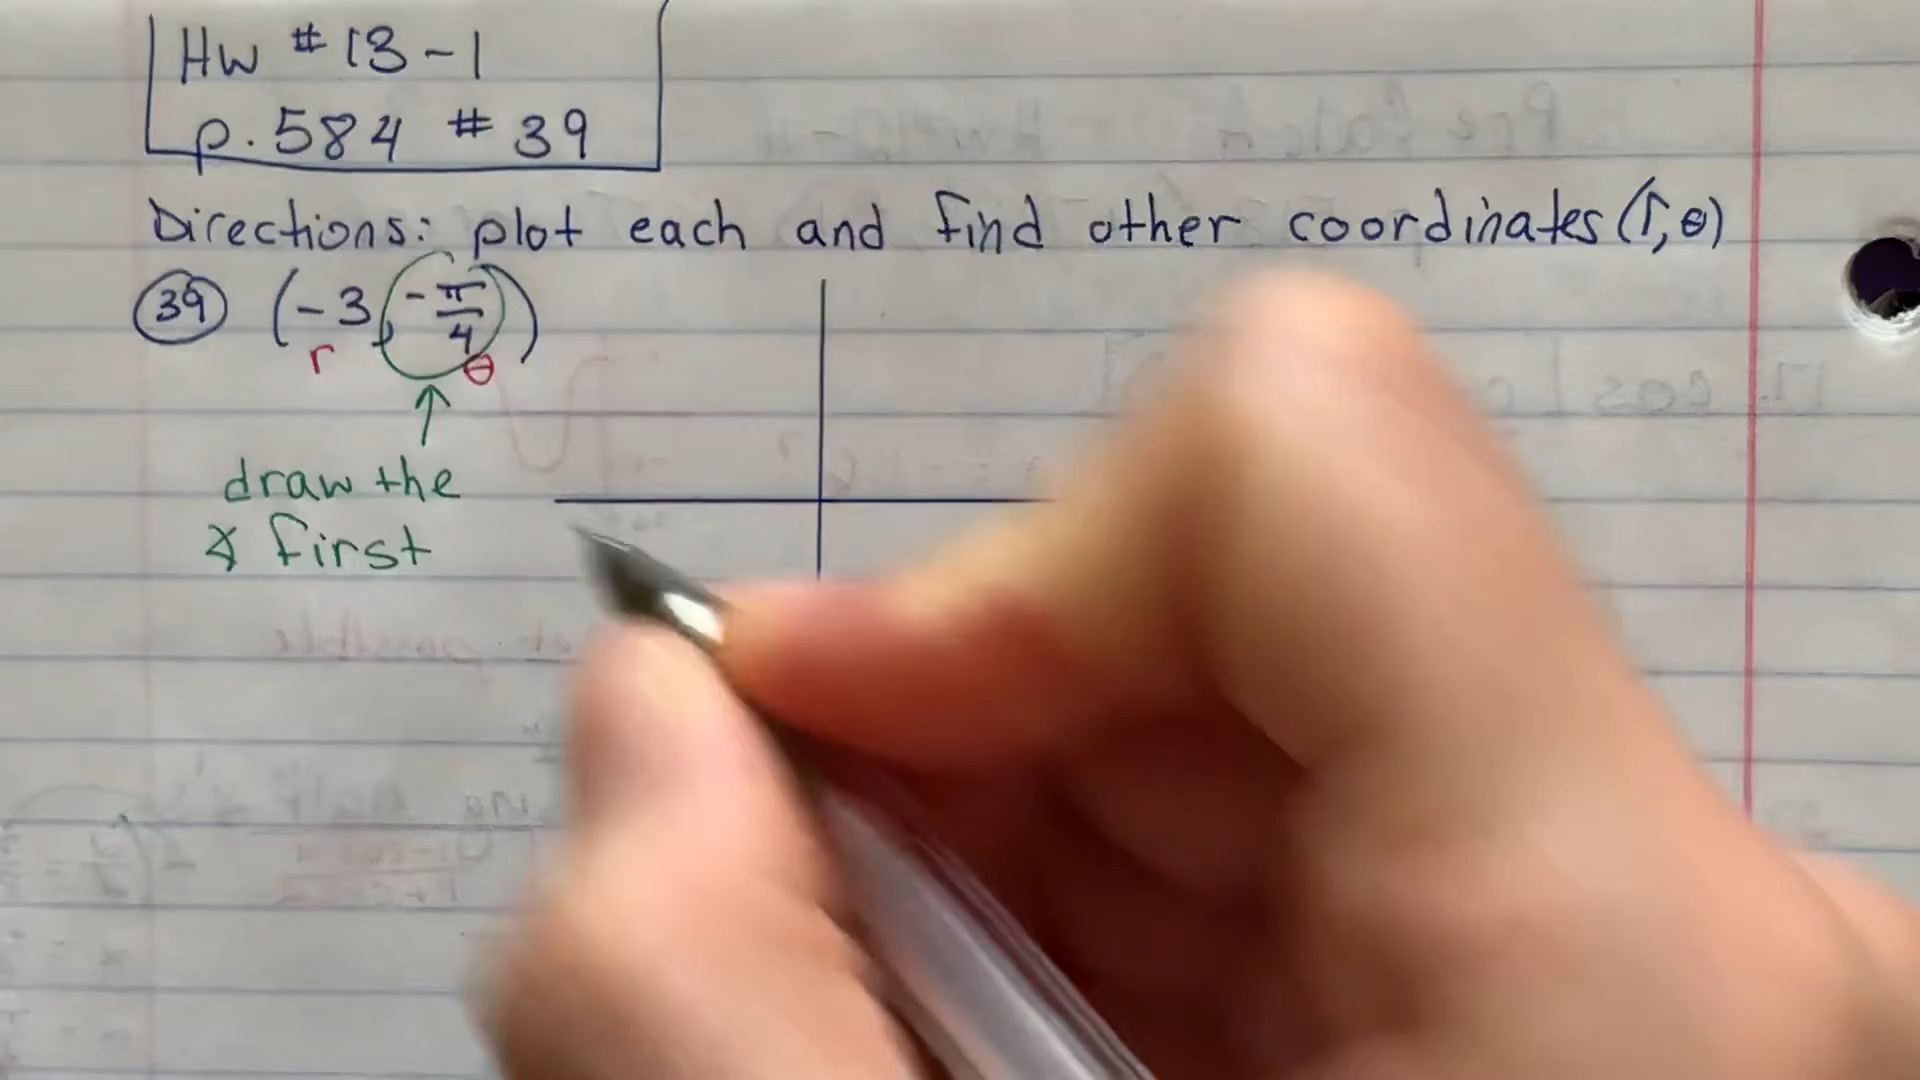 HW #13-1
p.584 #39
Directions: plot each and find other coordinates (r,θ)
39 (-3, -π/4)
r θ
draw the
∡ first